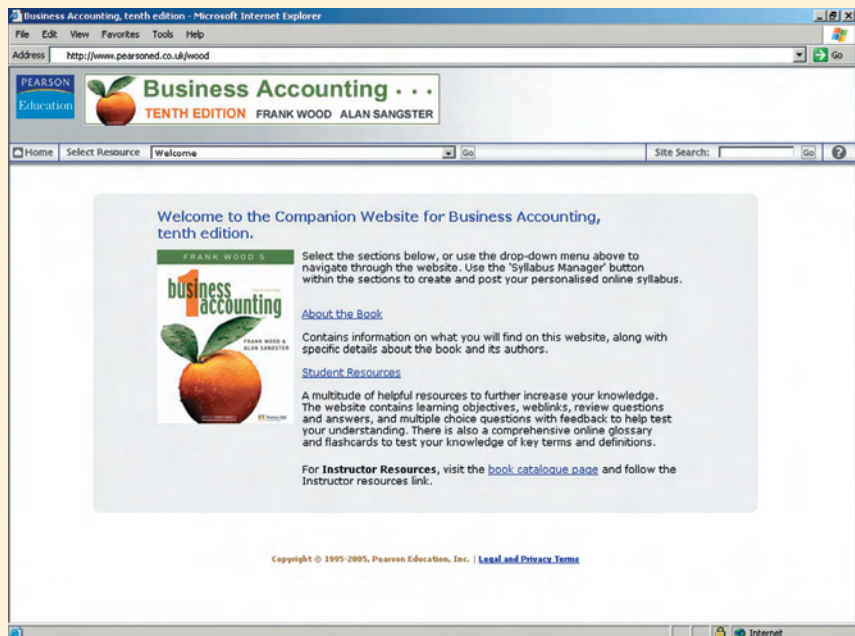 Business Accounting, tenth edition - Microsoft Internet Explorer
File Edit View Favorites Tools Help
Address http://www.pearsoned.co.uk/wood Go
PEARSON
Education
Business Accounting . . .
TENTH EDITION FRANK WOOD ALAN SANGSTER
Home Select Resource Welcome Go Site Search: Go ?
Welcome to the Companion Website for Business Accounting,
tenth edition.
FRANK WOOD'S
business
1
accounting
FRANK WOOD &
ALAN SANGSTER
Select the sections below, or use the drop-down menu above to
navigate through the website. Use the 'Syllabus Manager' button
within the sections to create and post your personalised online syllabus.
About the Book
Contains information on what you will find on this website, along with
specific details about the book and its authors.
Student Resources
A multitude of helpful resources to further increase your knowledge.
The website contains learning objectives, weblinks, review questions
and answers, and multiple choice questions with feedback to help test
your understanding. There is also a comprehensive online glossary
and flashcards to test your knowledge of key terms and definitions.
For Instructor Resources, visit the book catalogue page and follow the
Instructor resources link.
Copyright © 1995-2005, Pearson Education, Inc. | Legal and Privacy Terms
Internet